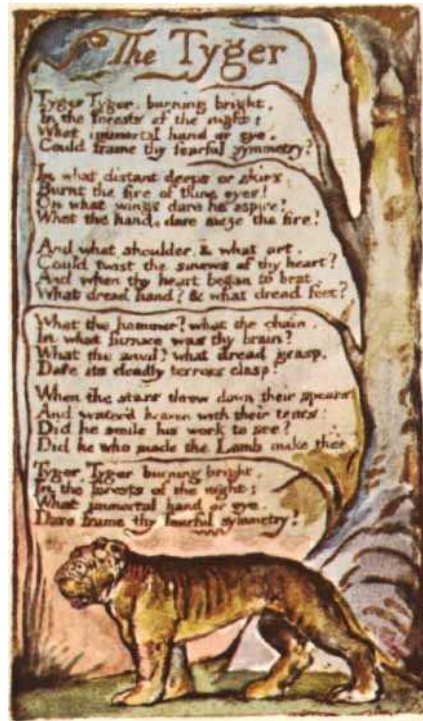 The Tyger
Tyger Tyger. burning bright,
In the forests of the night:
What immortal hand or eye.
Could frame thy fearful symmetry?
In what distant deeps or skies.
Burnt the fire of thine eyes!
On what wings dare he aspire?
What the hand, dare sieze the fire?
And what shoulder, & what art,
Could twist the sinews of thy heart?
And when thy heart began to beat,
What dread hand? & what dread feet?
What the hammer? what the chain,
In what furnace was thy brain?
What the anvil? what dread grasp,
Dare its deadly terrors clasp?
When the stars threw down their spears
And water'd heaven with their tears:
Did he smile his work to see?
Did he who made the Lamb make thee
Tyger Tyger burning bright,
In the forests of the night:
What immortal hand or eye,
Dare frame thy fearful symmetry?